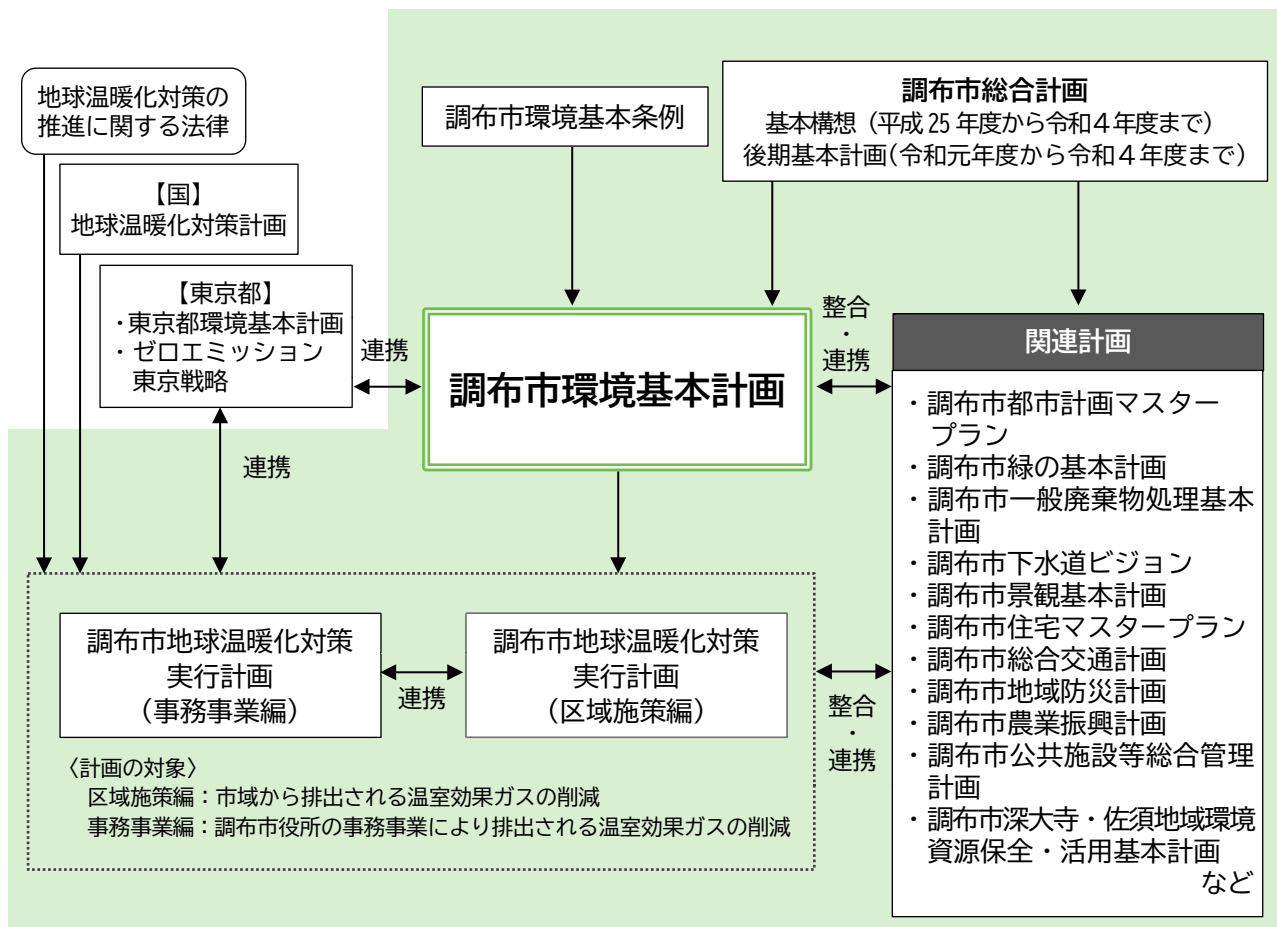 地球温暖化対策の
推進に関する法律
【国】
地球温暖化対策計画
【東京都】
・東京都環境基本計画
・ゼロエミッション
東京戦略
調布市環境基本条例
調布市総合計画
基本構想（平成25年度から令和４年度まで）
後期基本計画(令和元年度から令和４年度まで)
連携
調布市環境基本計画
整合
・
連携
関連計画
・調布市都市計画マスター
プラン
・調布市緑の基本計画
・調布市一般廃棄物処理基本
計画
・調布市下水道ビジョン
・調布市景観基本計画
・調布市住宅マスタープラン
・調布市総合交通計画
・調布市地域防災計画
・調布市農業振興計画
・調布市公共施設等総合管理
計画
・調布市深大寺・佐須地域環境
資源保全・活用基本計画
など
連携
調布市地球温暖化対策
実行計画
（事務事業編）
連携
調布市地球温暖化対策
実行計画
（区域施策編）
整合
・
連携
〈計画の対象〉
区域施策編：市域から排出される温室効果ガスの削減
事務事業編：調布市役所の事務事業により排出される温室効果ガスの削減